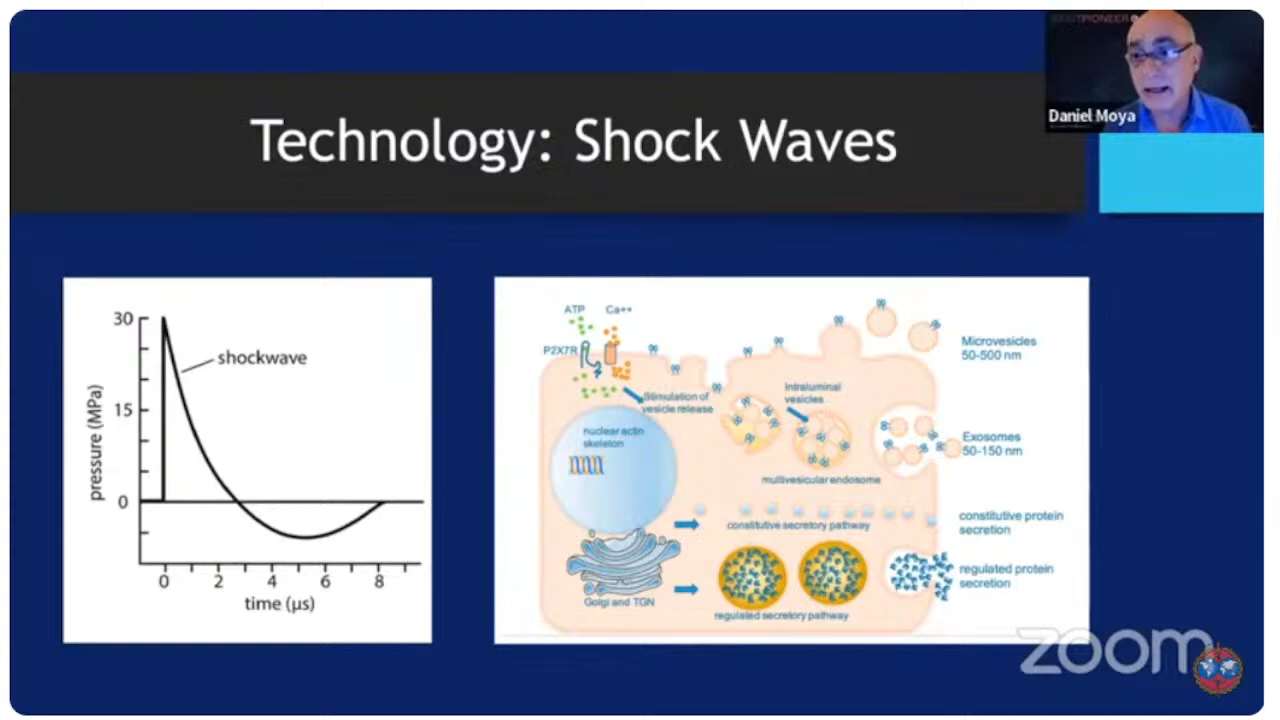 Daniel Moya
Technology: Shock Waves
30
15
0
pressure (MPa)
shockwave
0 2 4 6 8
time (µs)
ATP Ca++
P2X7R
Stimulation of
vesicle release
nuclear actin
skeleton
Intraluminal
vesicles
multivesicular endosome
constitutive secretory pathway
Golgi and TGN
regulated secretory pathway
Microvesicles
50-500 nm
Exosomes
50-150 nm
constitutive protein
secretion
regulated protein
secretion
zoom